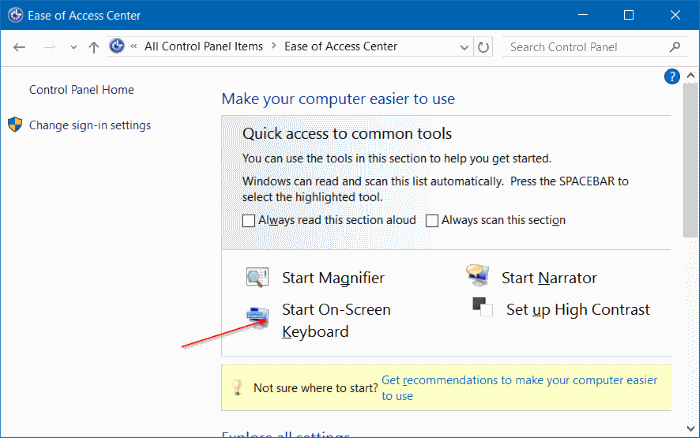 Ease of Access Center
« All Control Panel Items > Ease of Access Center
Search Control Panel
?
Control Panel Home
Change sign-in settings
Make your computer easier to use
Quick access to common tools
You can use the tools in this section to help you get started.
Windows can read and scan this list automatically. Press the SPACEBAR to
select the highlighted tool.
Always read this section aloud
Always scan this section
Start Magnifier
Start Narrator
Start On-Screen
Keyboard
Set up High Contrast
Not sure where to start?
Get recommendations to make your computer easier
to use
Explore all settings